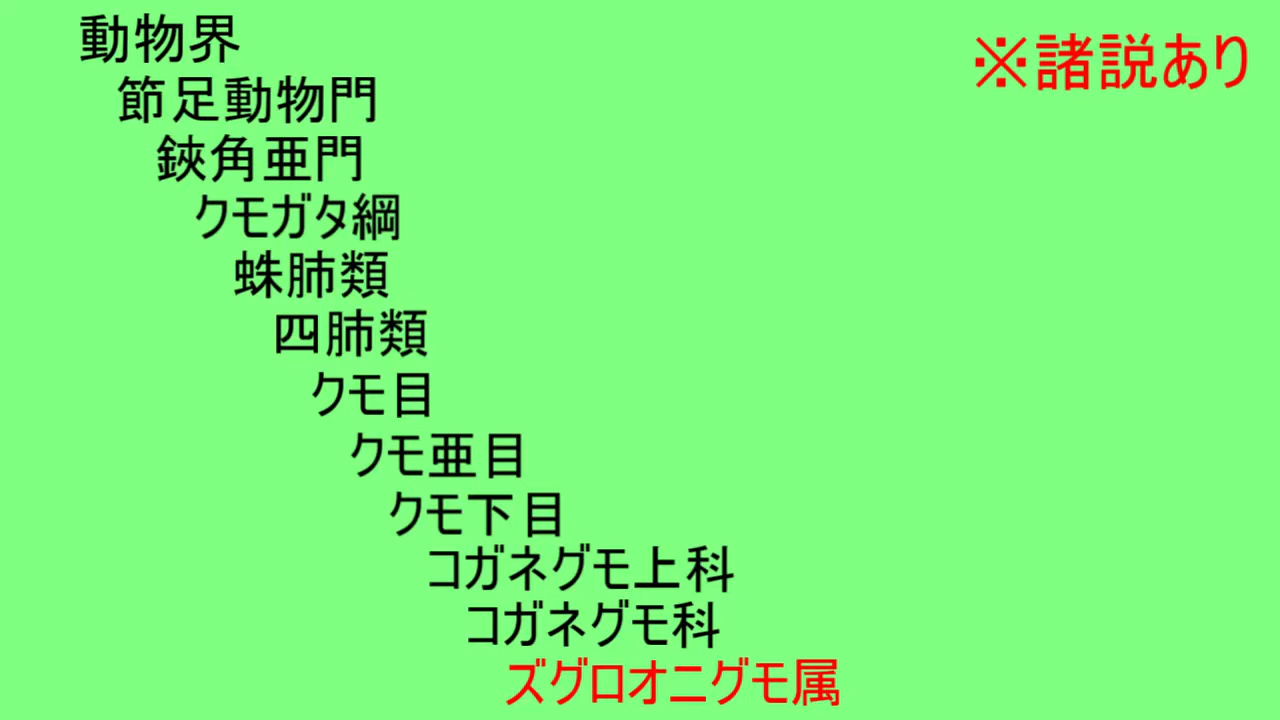 動物界
※諸説あり
節足動物門
鋏角亜門
クモガタ綱
蛛肺類
四肺類
クモ目
クモ亜目
クモ下目
コガネグモ上科
コガネグモ科
ズグロオニグモ属